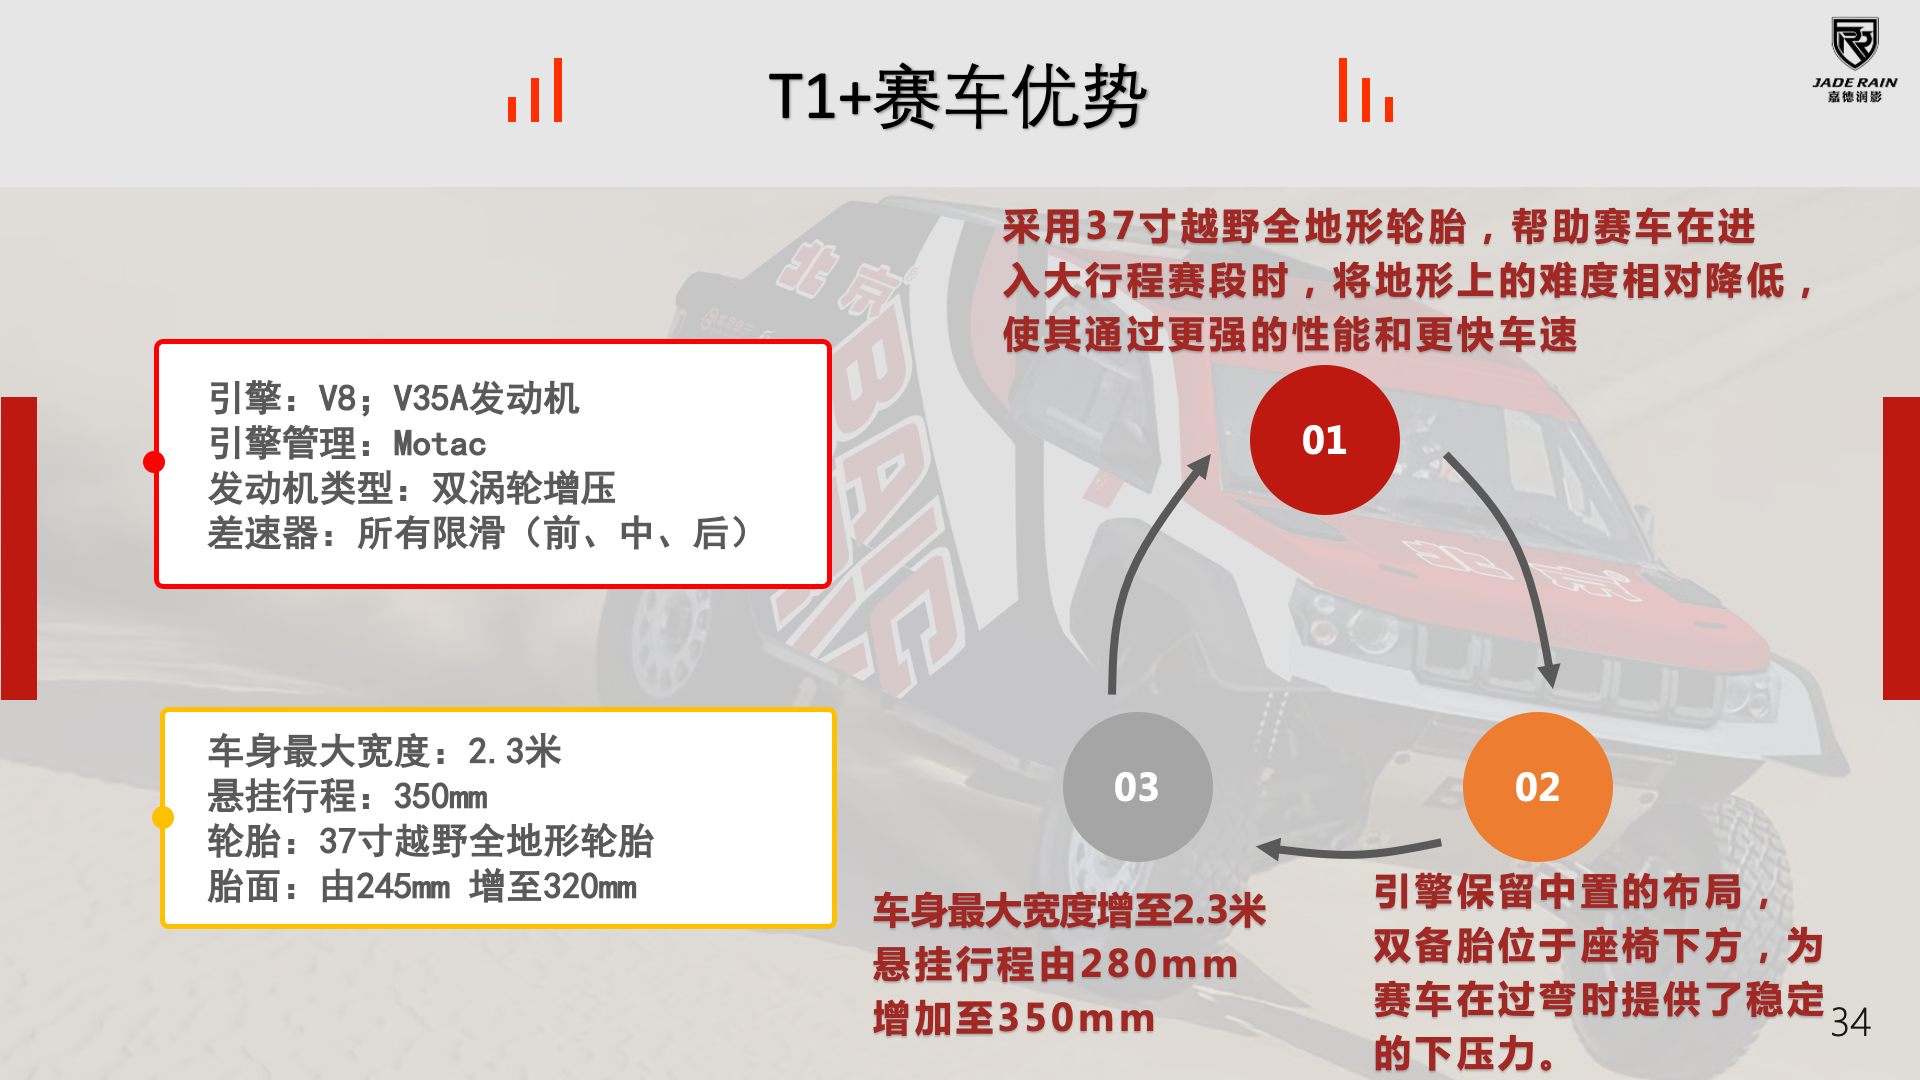 T1+赛车优势
JADE RAIN
嘉德润影
采用37寸越野全地形轮胎，帮助赛车在进
入大行程赛段时，将地形上的难度相对降低，
使其通过更强的性能和更快车速
引擎：V8；V35A发动机
引擎管理：Motac
发动机类型：双涡轮增压
差速器：所有限滑（前、中、后）
01
车身最大宽度：2.3米
悬挂行程：350mm
轮胎：37寸越野全地形轮胎
胎面：由245mm 增至320mm
03
02
车身最大宽度增至2.3米
悬挂行程由280mm
增加至350mm
引擎保留中置的布局，
双备胎位于座椅下方，为
赛车在过弯时提供了稳定
的下压力。
34
北京
BAIC
北京